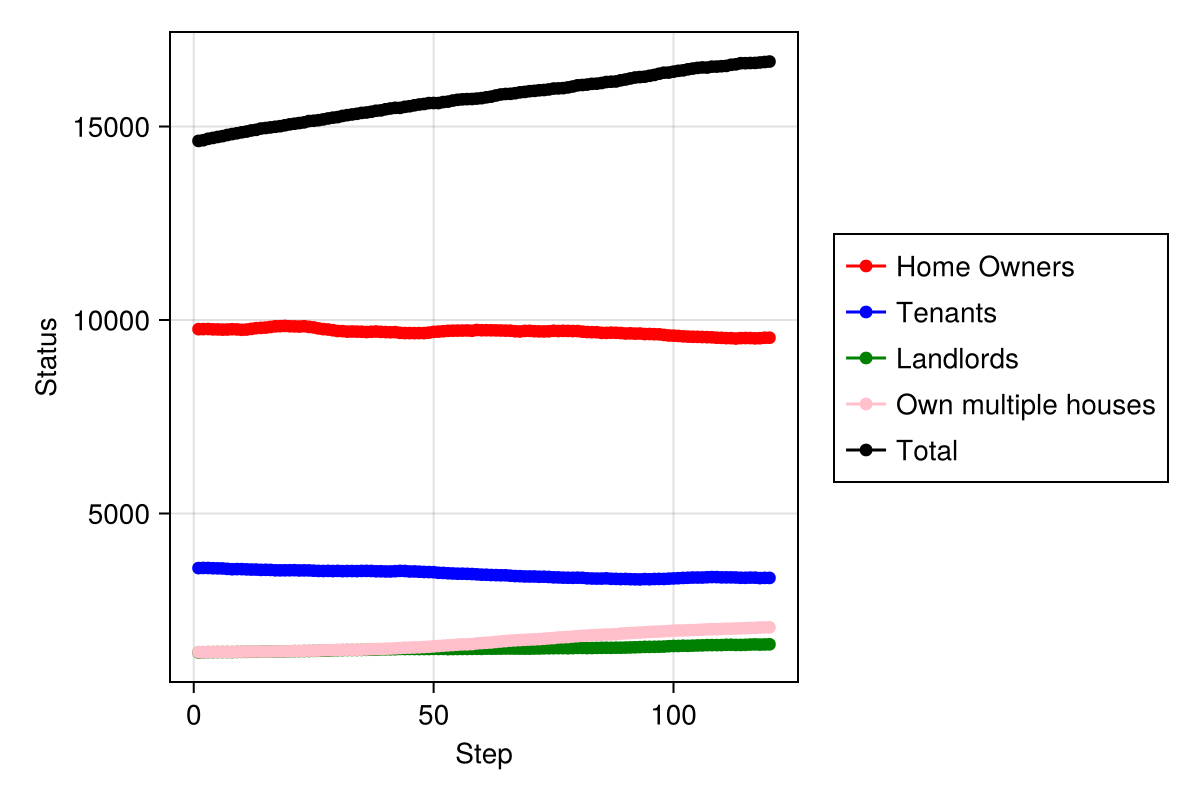 15000
10000
5000
Status
0 50 100
Step
Home Owners
Tenants
Landlords
Own multiple houses
Total